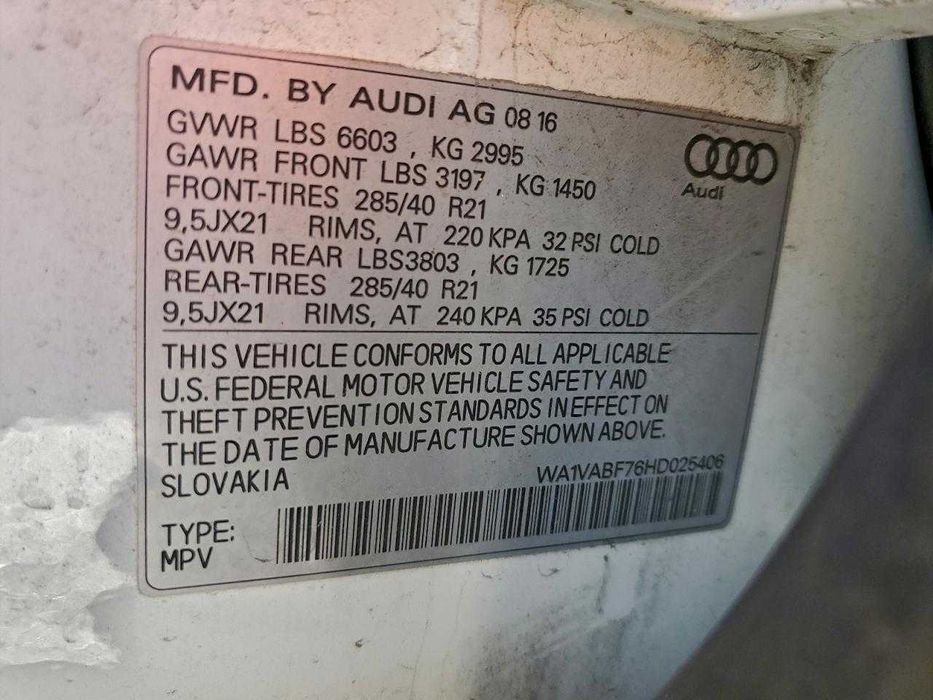 MFD. BY AUDI AG 08 16
GVWR LBS 6603 , KG 2995
GAWR FRONT LBS 3197 , KG 1450
FRONT-TIRES 285/40 R21
9,5JX21 RIMS, AT 220 KPA 32 PSI COLD
GAWR REAR LBS3803 , KG 1725
REAR-TIRES 285/40 R21
9,5JX21 RIMS, AT 240 KPA 35 PSI COLD
Audi
THIS VEHICLE CONFORMS TO ALL APPLICABLE
U.S. FEDERAL MOTOR VEHICLE SAFETY AND
THEFT PREVENTION STANDARDS IN EFFECT ON
THE DATE OF MANUFACTURE SHOWN ABOVE.
SLOVAKIA
WA1VABF76HD025406
TYPE:
MPV